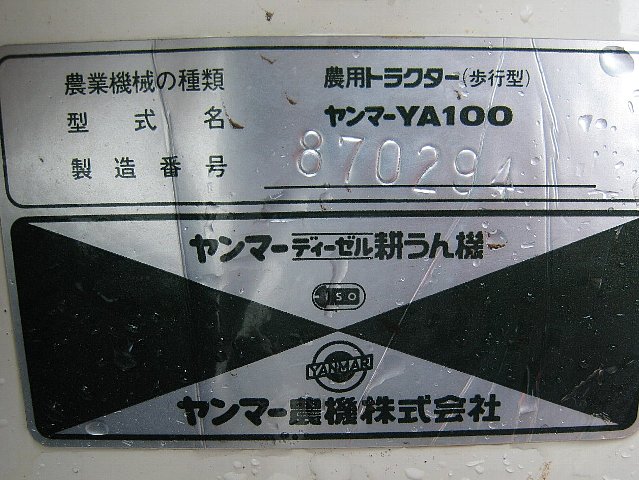 農業機械の種類 農用トラクター(歩行型)
型式名 ヤンマーYA100
製造番号 870294
ヤンマーディーゼル耕うん機
ISO
YANMAR
ヤンマー農機株式会社